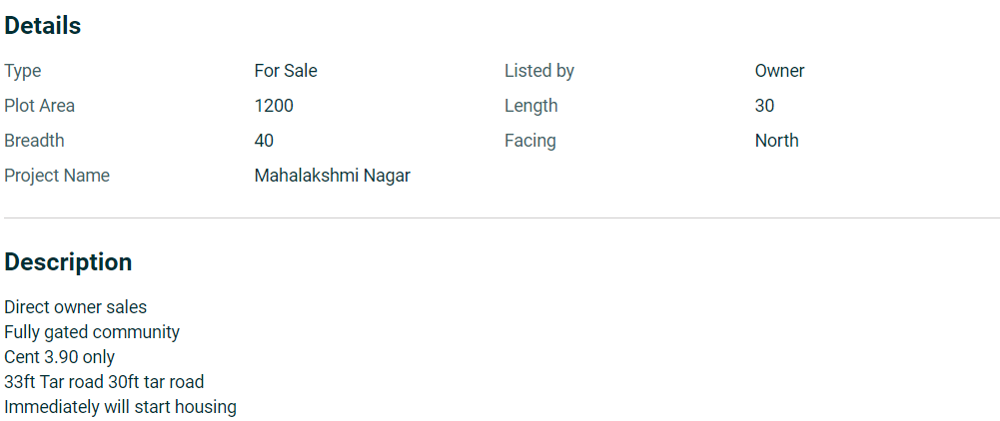 Details
Type For Sale Listed by Owner
Plot Area 1200 Length 30
Breadth 40 Facing North
Project Name Mahalakshmi Nagar
Description
Direct owner sales
Fully gated community
Cent 3.90 only
33ft Tar road 30ft tar road
Immediately will start housing